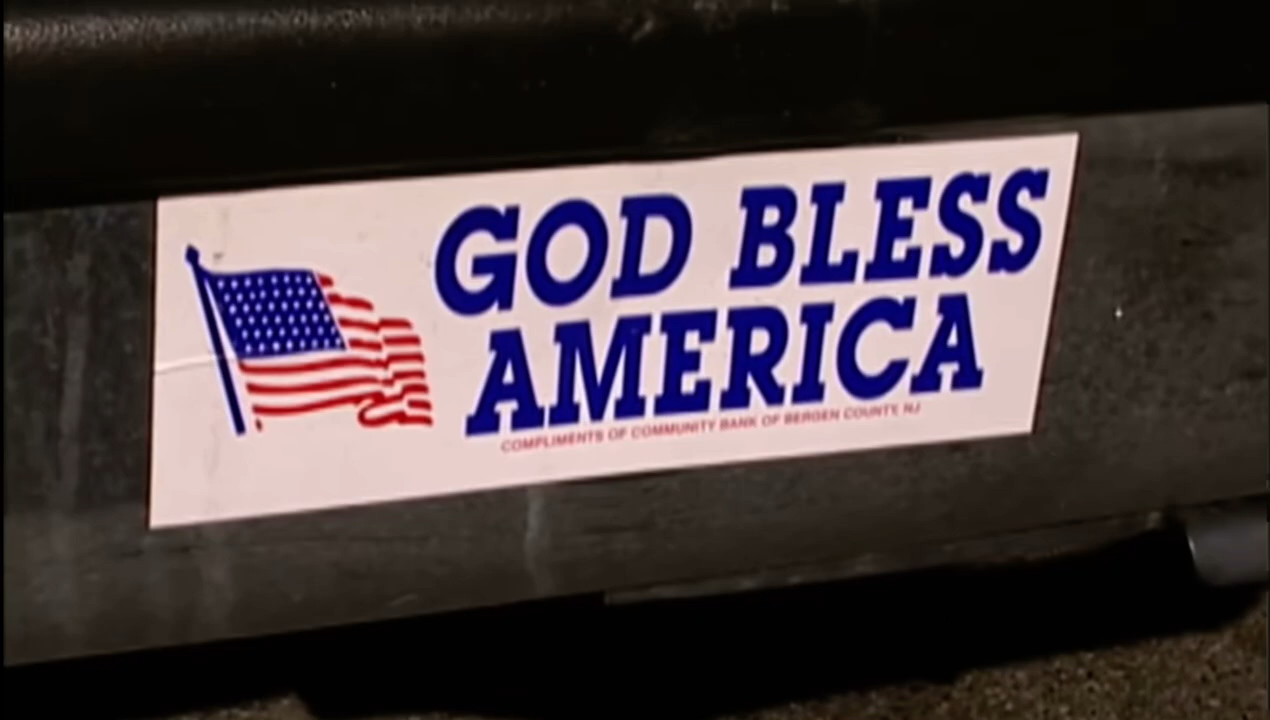 GOD BLESS
AMERICA
COMPLIMENTS OF COMMUNITY BANK OF BERGEN COUNTY, NJ